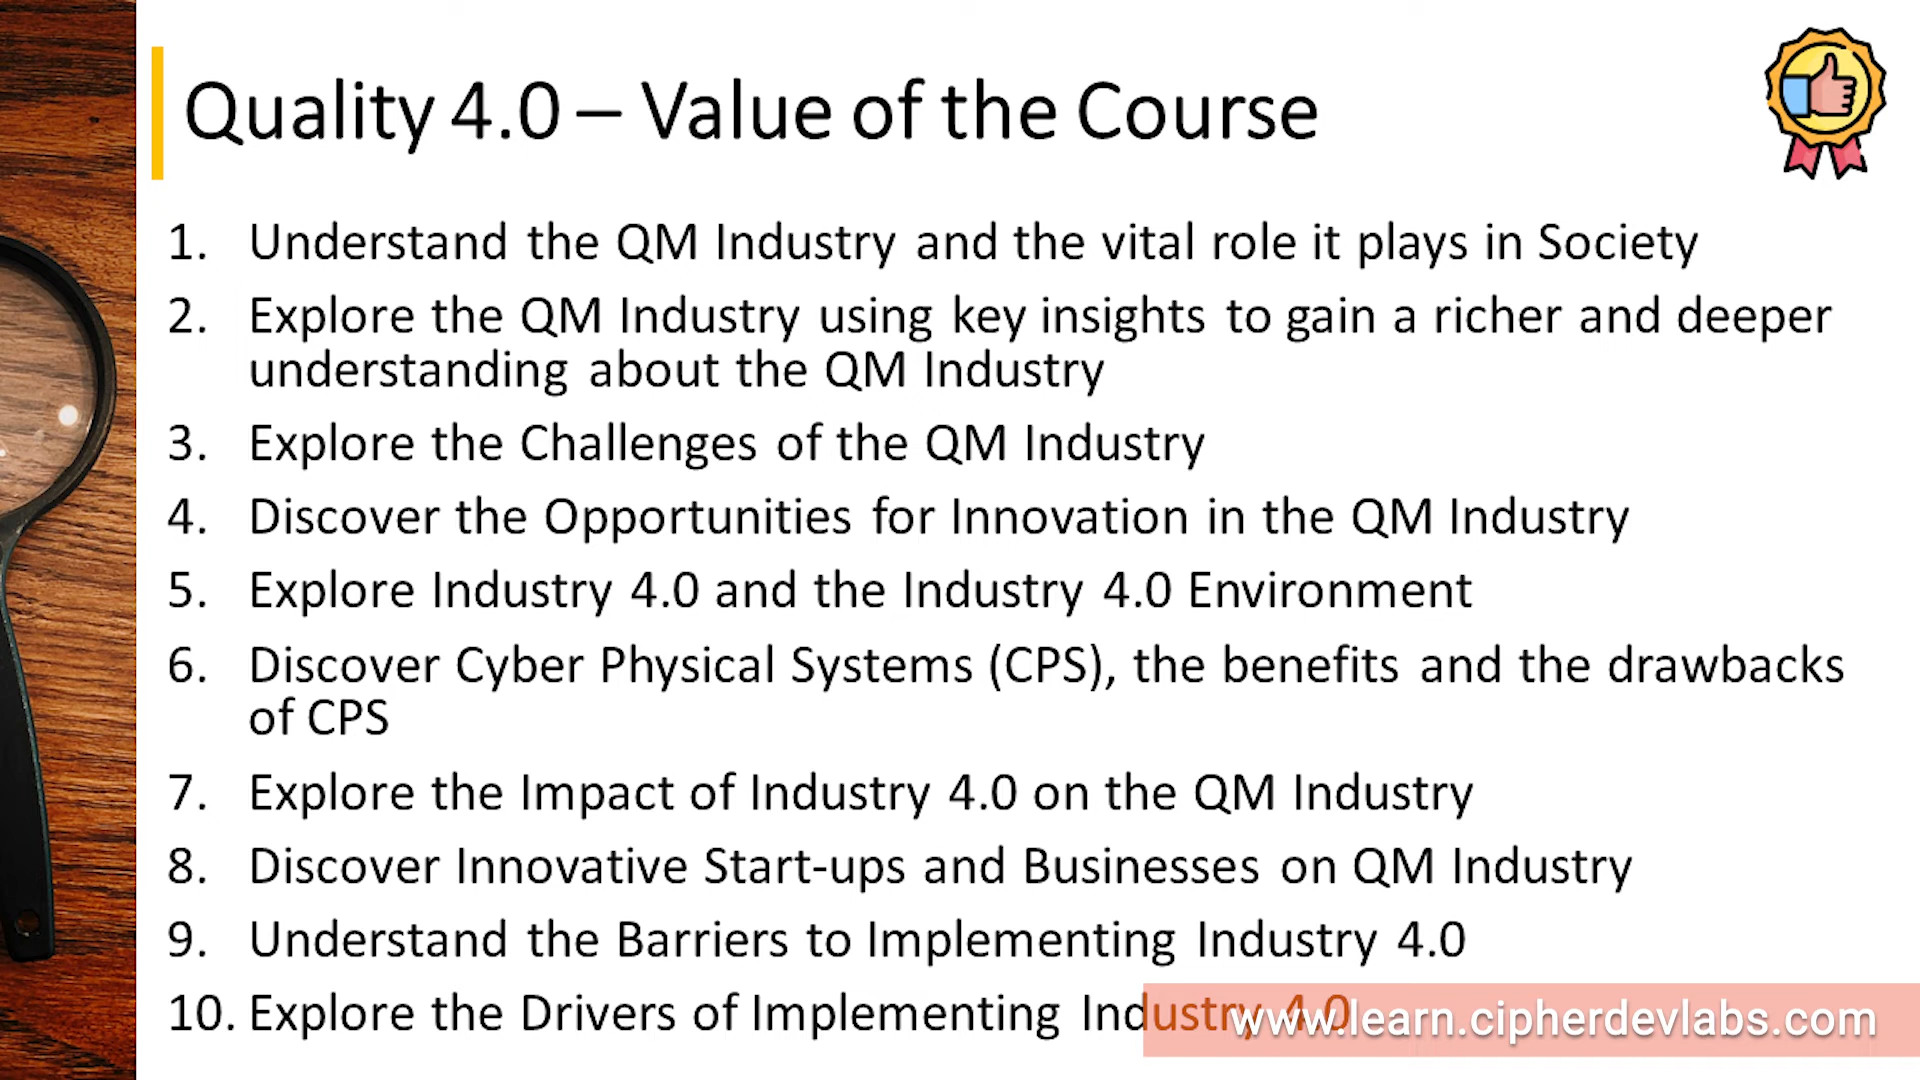 Quality 4.0 – Value of the Course
1. Understand the QM Industry and the vital role it plays in Society
2. Explore the QM Industry using key insights to gain a richer and deeper
understanding about the QM Industry
3. Explore the Challenges of the QM Industry
4. Discover the Opportunities for Innovation in the QM Industry
5. Explore Industry 4.0 and the Industry 4.0 Environment
6. Discover Cyber Physical Systems (CPS), the benefits and the drawbacks
of CPS
7. Explore the Impact of Industry 4.0 on the QM Industry
8. Discover Innovative Start-ups and Businesses on QM Industry
9. Understand the Barriers to Implementing Industry 4.0
10. Explore the Drivers of Implementing Industry 4.0
www.learn.cipherdevlabs.com